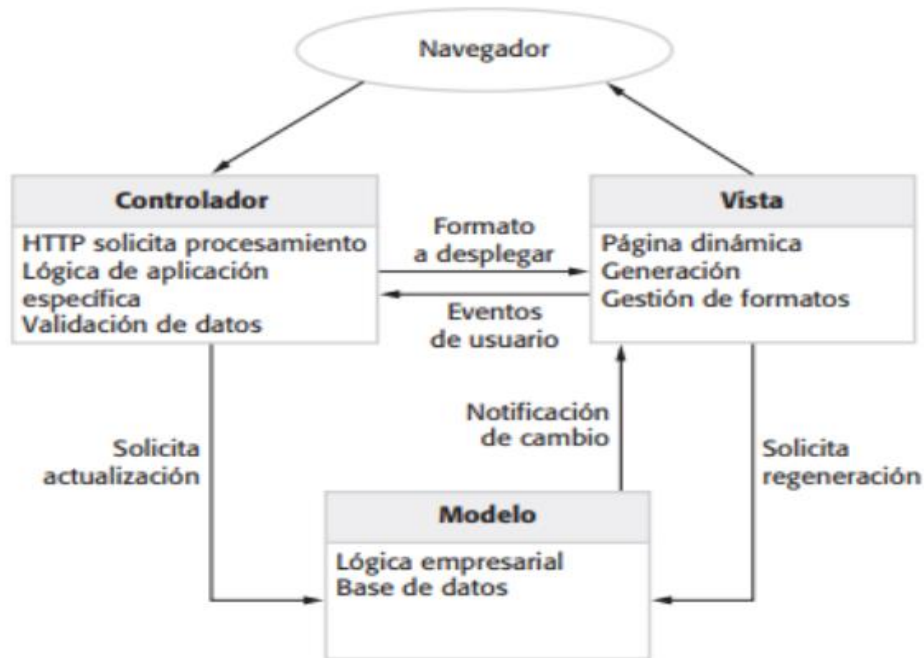 Navegador
Controlador
HTTP solicita procesamiento
Lógica de aplicación
específica
Validación de datos
Formato
a desplegar
Eventos
de usuario
Vista
Página dinámica
Generación
Gestión de formatos
Solicita
actualización
Notificación
de cambio
Solicita
regeneración
Modelo
Lógica empresarial
Base de datos